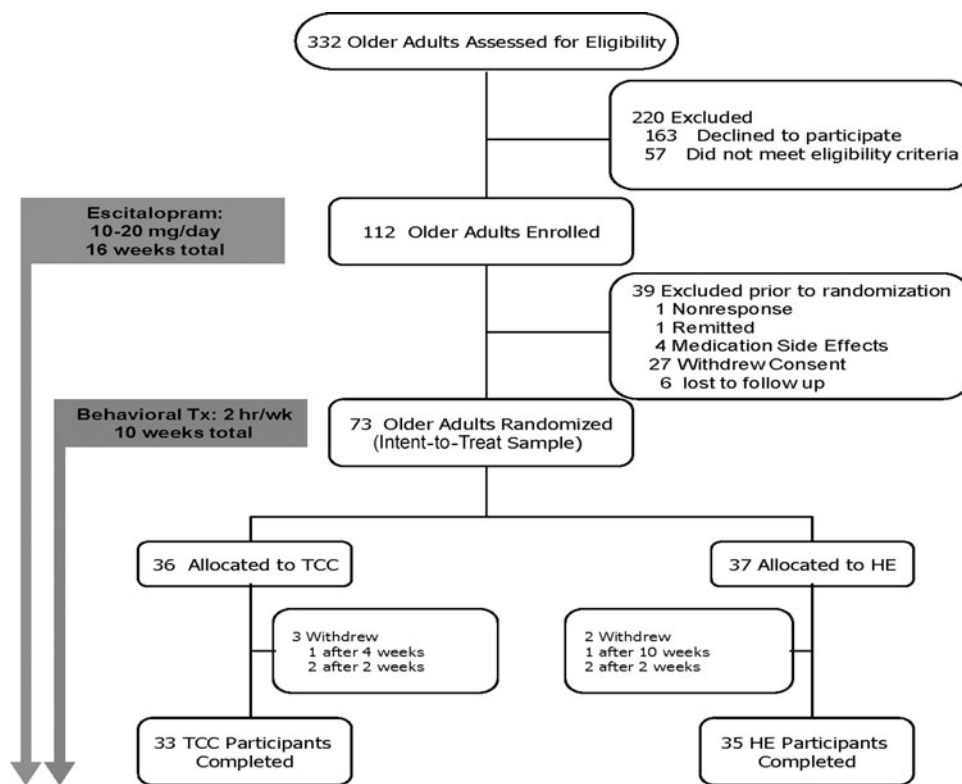 332 Older Adults Assessed for Eligibility
220 Excluded
163 Declined to participate
57 Did not meet eligibility criteria
Escitalopram:
10-20 mg/day
16 weeks total
112 Older Adults Enrolled
39 Excluded prior to randomization
1 Nonresponse
1 Remitted
4 Medication Side Effects
27 Withdrew Consent
6 lost to follow up
Behavioral Tx: 2 hr/wk
10 weeks total
73 Older Adults Randomized
(Intent-to-Treat Sample)
36 Allocated to TCC
37 Allocated to HE
3 Withdrew
1 after 4 weeks
2 after 2 weeks
2 Withdrew
1 after 10 weeks
2 after 2 weeks
33 TCC Participants
Completed
35 HE Participants
Completed